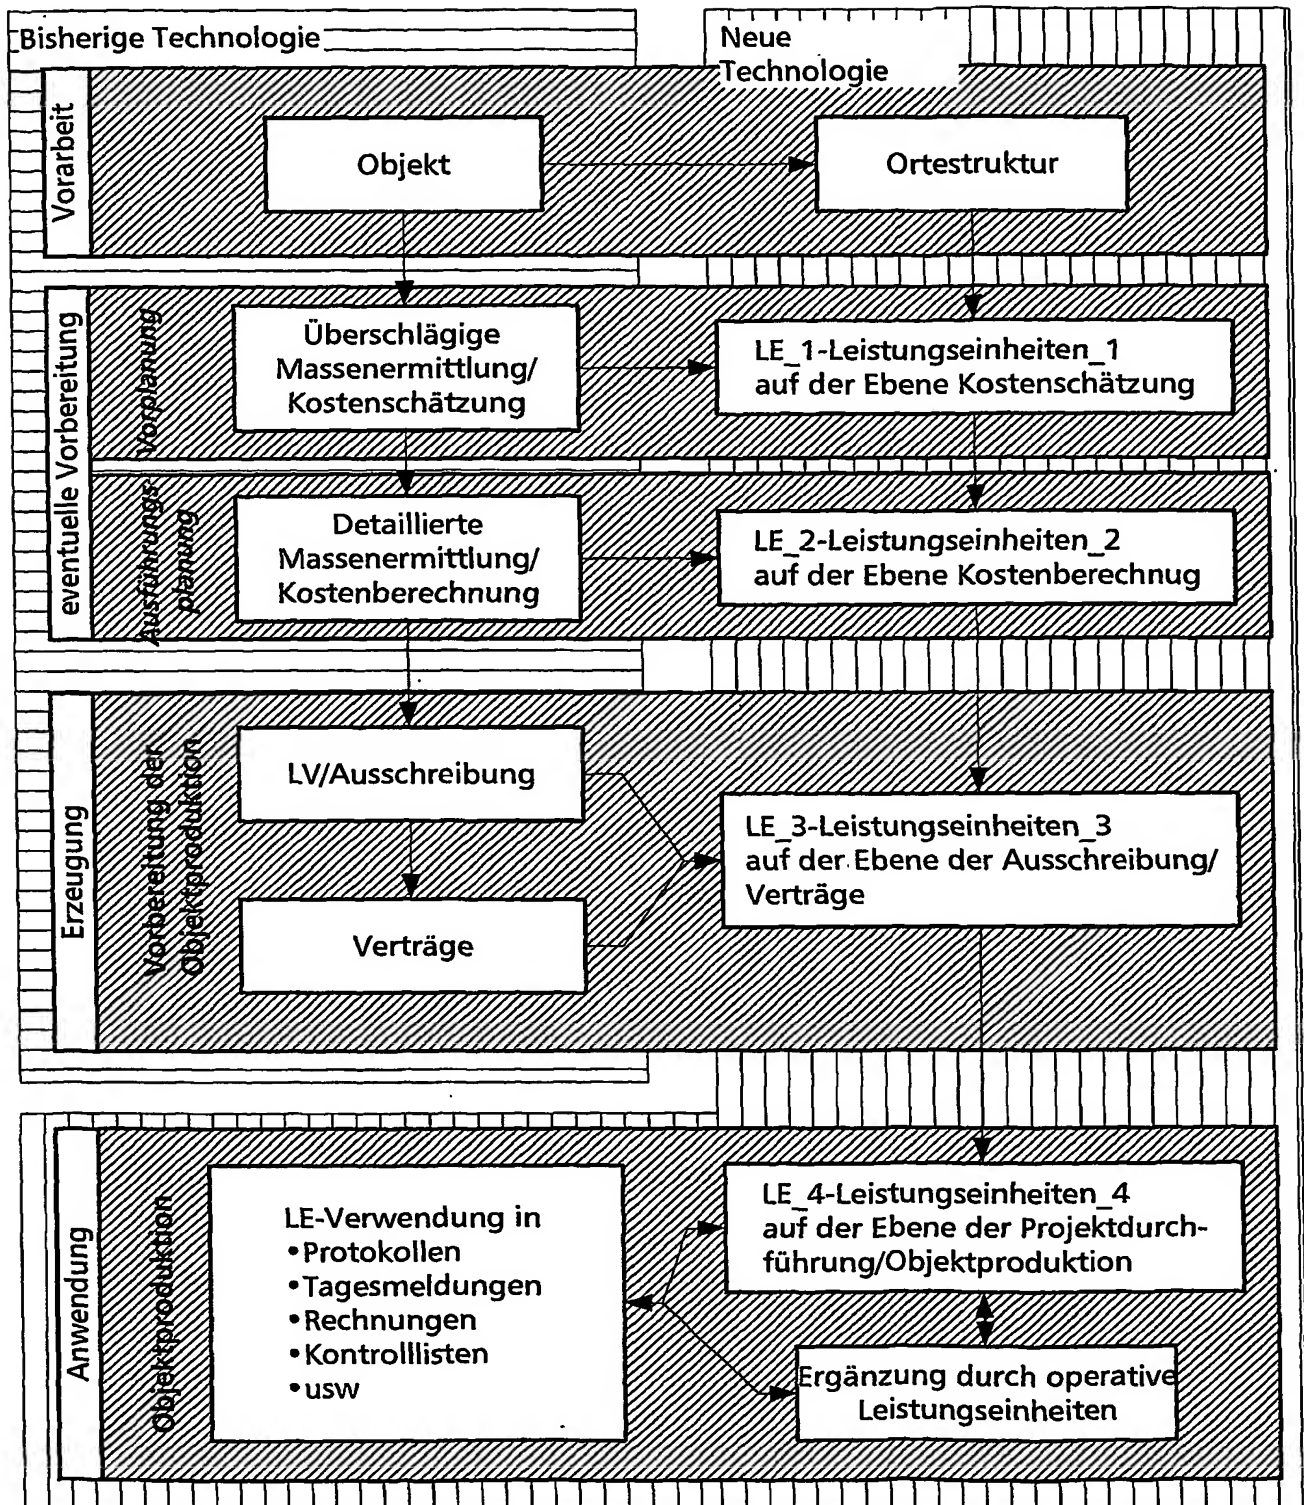 Bisherige Technologie
Neue
Technologie
Vorarbeit
Objekt
Ortestruktur
eventuelle Vorbereitung
Vorplanung
Überschlägige
Massenermittlung/
Kostenschätzung
LE_1-Leistungseinheiten_1
auf der Ebene Kostenschätzung
Ausführungs-
planung
Detaillierte
Massenermittlung/
Kostenberechnung
LE_2-Leistungseinheiten_2
auf der Ebene Kostenberechnug
Erzeugung
Vorbereitung der
Objektproduktion
LV/Ausschreibung
Verträge
LE_3-Leistungseinheiten_3
auf der Ebene der Ausschreibung/
Verträge
Anwendung
Objektproduktion
LE-Verwendung in
•Protokollen
•Tagesmeldungen
•Rechnungen
•Kontrolllisten
•usw
LE_4-Leistungseinheiten_4
auf der Ebene der Projektdurch-
führung/Objektproduktion
Ergänzung durch operative
Leistungseinheiten